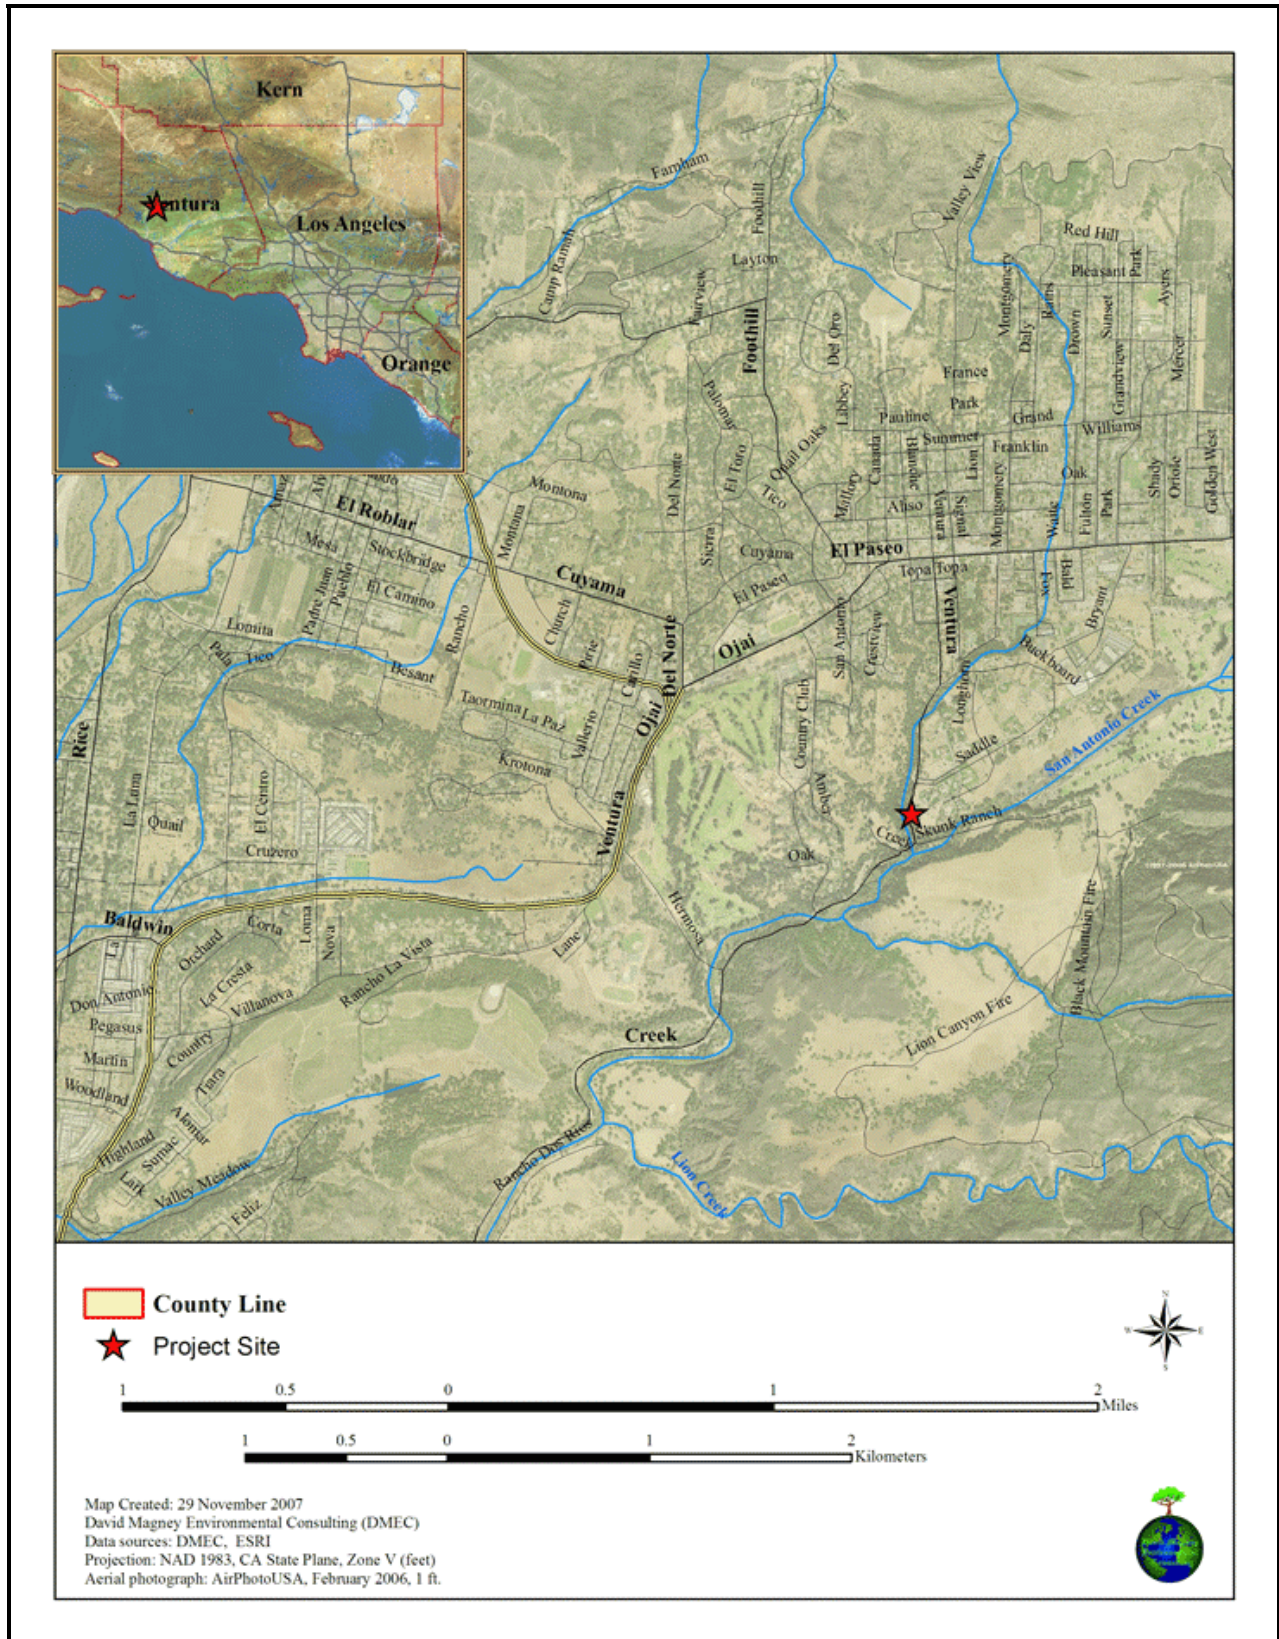 Kern
Ventura
Los Angeles
Orange
Farnham
Foothill
Valley View
Camp Ramah
Layton
Fairview
Red Hill
Pleasant
Park
Ayers
Montgomery
Rains
Daly
Drown
Sunset
Grandview
Mercer
Foothill
Del Oro
Libbey
France
Park
Palomar
Pauline
Grand
Williams
Summer
Franklin
Quail Oaks
El Toro
Tico
Del Norte
Mallory
Canada
Blanche
Lion
Montgomery
Oak
Aliso
Ventura
Signal
Waite
Fulton
Park
Shady
Oriole
Golden West
Montona
Montana
El Roblar
Mesa
Stockbridge
Padre Juan
Pueblo
El Camino
Rancho
Cuyama
Sierra
Cuyama
El Paseo
El Paseo
Topa Topa
Fox
Bald
Bryant
Ventura
Lomita
Pala
Tico
Besant
Church
Pirie
Carillo
Del Norte
Ojai
San Antonio
Crestview
Buckboard
Longhorn
Taormina
La Paz
Vallerio
Ojai
Krotona
Country Club
Saddle
San Antonio Creek
Rice
La Luna
El Centro
Quail
Cruzero
Ventura
Creek
Skunk Ranch
Oak
Hermosa
Black Mountain Fire
Baldwin
La
Orchard
Corta
Loma
Nova
Lane
Rancho La Vista
La Cresta
Villanova
Don Antonio
Pegasus
Martin
Country
Woodland
Tiara
Alomar
Highland
Sumac
Lark
Valley Meadow
Feliz
Creek
Lion Canyon Fire
Rancho Dos Rios
Lion Creek
County Line
Project Site
N
W E
S
1 0.5 0 1 2
Miles
1 0.5 0 1 2
Kilometers
Map Created: 29 November 2007
David Magney Environmental Consulting (DMEC)
Data sources: DMEC, ESRI
Projection: NAD 1983, CA State Plane, Zone V (feet)
Aerial photograph: AirPhotoUSA, February 2006, 1 ft.